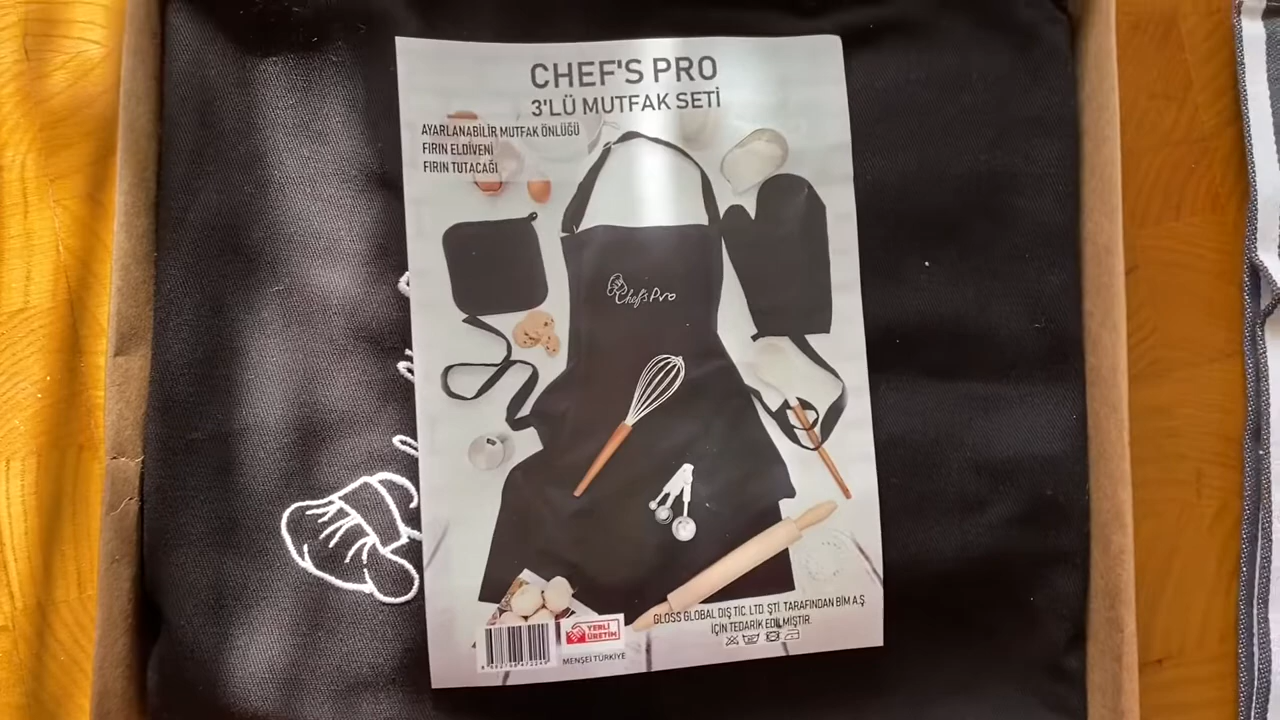 CHEF'S PRO
3'LÜ MUTFAK SETİ
AYARLANABİLİR MUTFAK ÖNLÜĞÜ
FIRIN ELDİVENİ
FIRIN TUTACAĞI
Chef's Pro
GLOSS GLOBAL DIŞ TİC. LTD. ŞTİ. TARAFINDAN BİM A.Ş
İÇİN TEDARİK EDİLMİŞTİR.
YERLİ
ÜRETİM
MENŞEİ TÜRKİYE